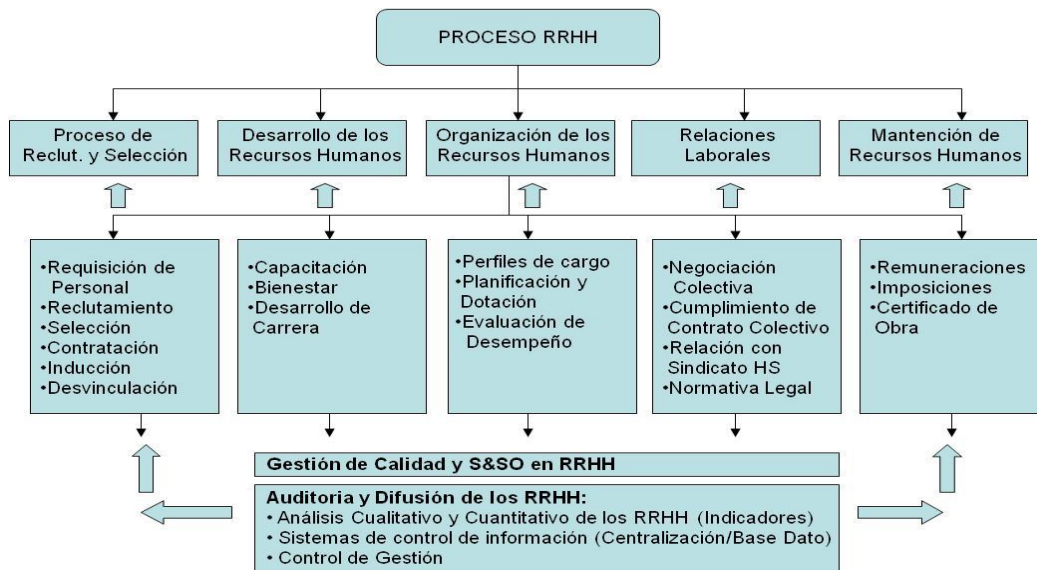 PROCESO RRHH
Proceso de
Reclut. y Selección
Desarrollo de los
Recursos Humanos
Organización de los
Recursos Humanos
Relaciones
Laborales
Mantención de
Recursos Humanos
•Requisición de
Personal
•Reclutamiento
•Selección
•Contratación
•Inducción
•Desvinculación
•Capacitación
•Bienestar
•Desarrollo de
Carrera
•Perfiles de cargo
•Planificación y
Dotación
•Evaluación de
Desempeño
•Negociación
Colectiva
•Cumplimiento de
Contrato Colectivo
•Relación con
Sindicato HS
•Normativa Legal
•Remuneraciones
•Imposiciones
•Certificado de
Obra
Gestión de Calidad y S&SO en RRHH
Auditoria y Difusión de los RRHH:
• Análisis Cualitativo y Cuantitativo de los RRHH (Indicadores)
• Sistemas de control de información (Centralización/Base Dato)
• Control de Gestión